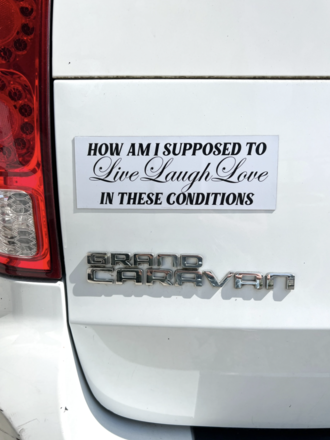 HOW AM I SUPPOSED TO
Live Laugh Love
IN THESE CONDITIONS
GRAND
CARAVAN